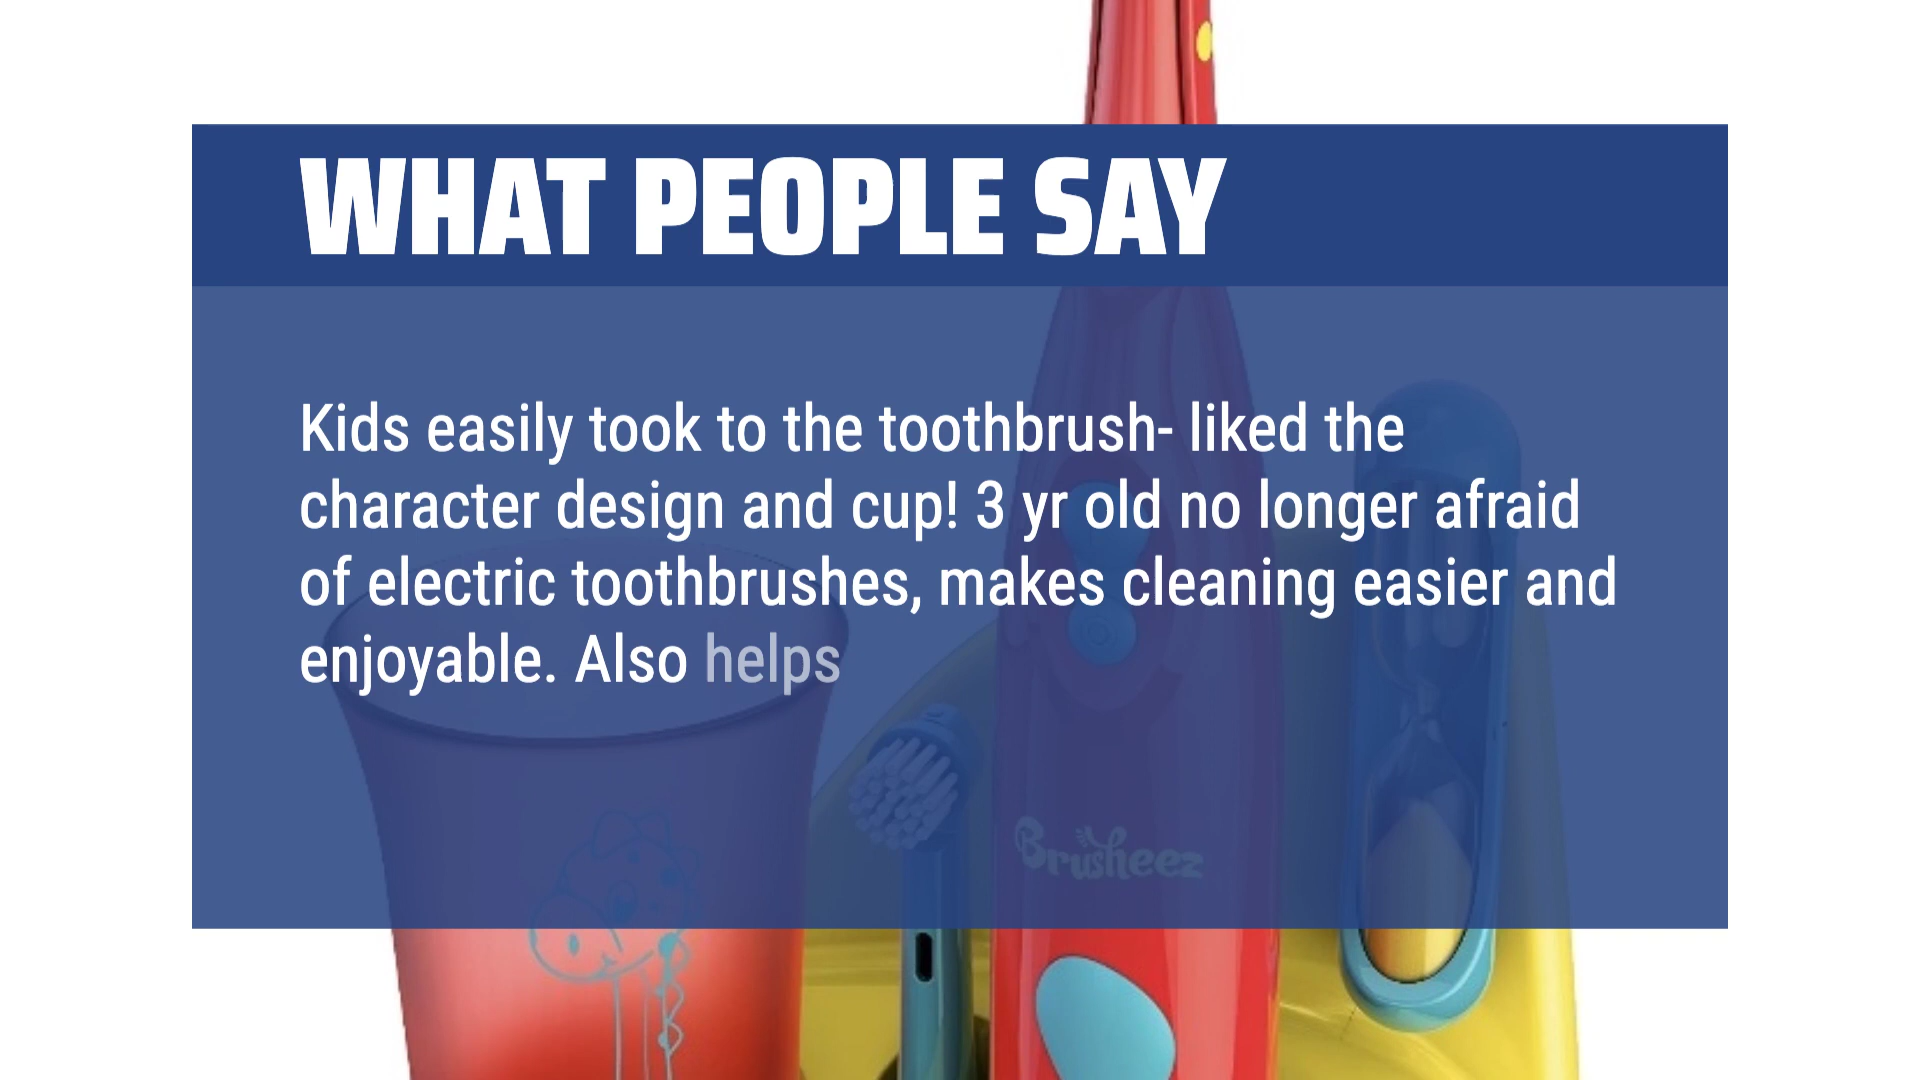 WHAT PEOPLE SAY
Kids easily took to the toothbrush- liked the
character design and cup! 3 yr old no longer afraid
of electric toothbrushes, makes cleaning easier and
enjoyable. Also helps
Brusheez